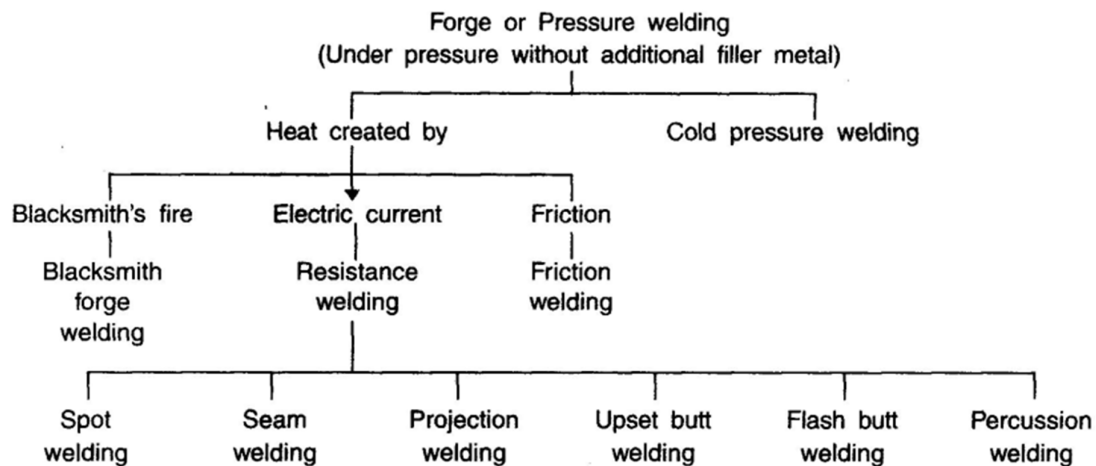 Forge or Pressure welding
(Under pressure without additional filler metal)
Heat created by
Cold pressure welding
Blacksmith's fire
Electric current
Friction
Blacksmith
forge
welding
Resistance
welding
Friction
welding
Spot
welding
Seam
welding
Projection
welding
Upset butt
welding
Flash butt
welding
Percussion
welding